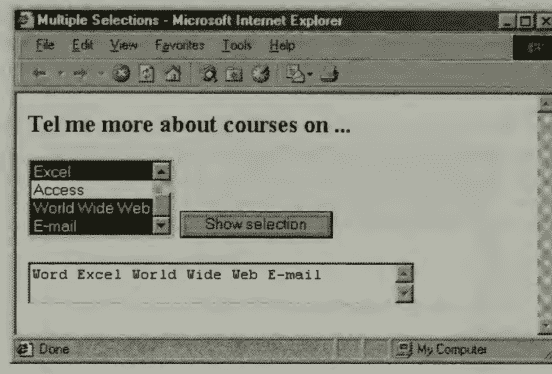 Multiple Selections - Microsoft Internet Explorer
File Edit View Favorites Tools Help
Tel me more about courses on ...
Excel
Access
World Wide Web
E-mail
Show selection
Word Excel World Wide Web E-mail
Done
My Computer